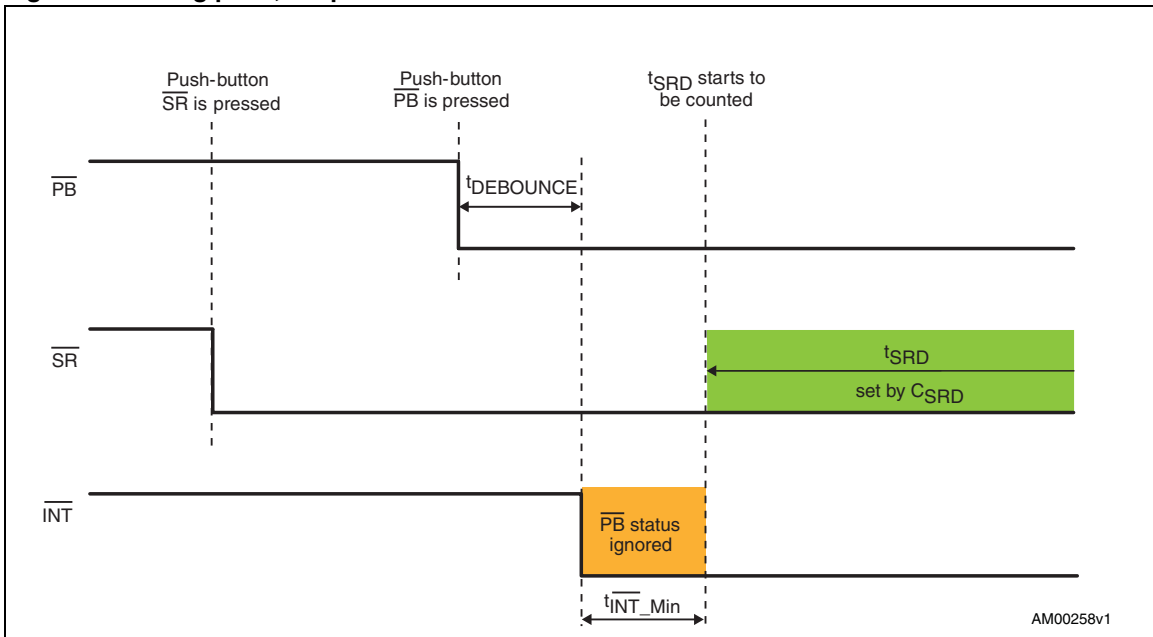 Push-button
SR is pressed
Push-button
PB is pressed
tSRD starts to
be counted
PB
tDEBOUNCE
SR
tSRD
set by CSRD
INT
PB status
ignored
tINT_Min
AM00258v1